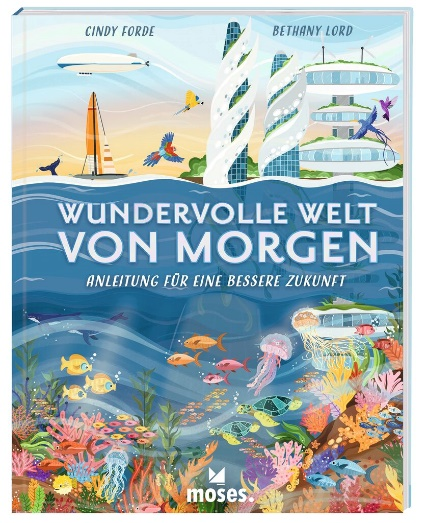 CINDY FORDE
BETHANY LORD
WUNDERVOLLE WELT
VON MORGEN
ANLEITUNG FÜR EINE BESSERE ZUKUNFT
moses.